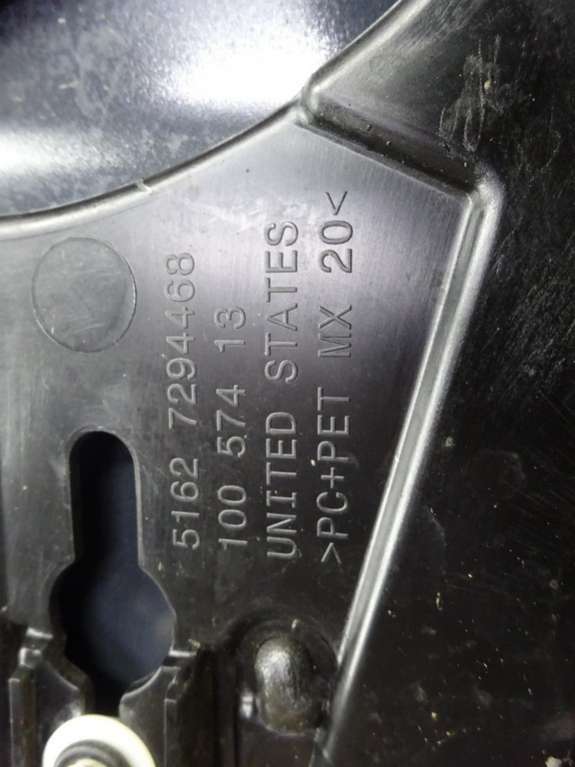 5162 7294468
100 574 13
UNITED STATES
>PC+PET MX 20<